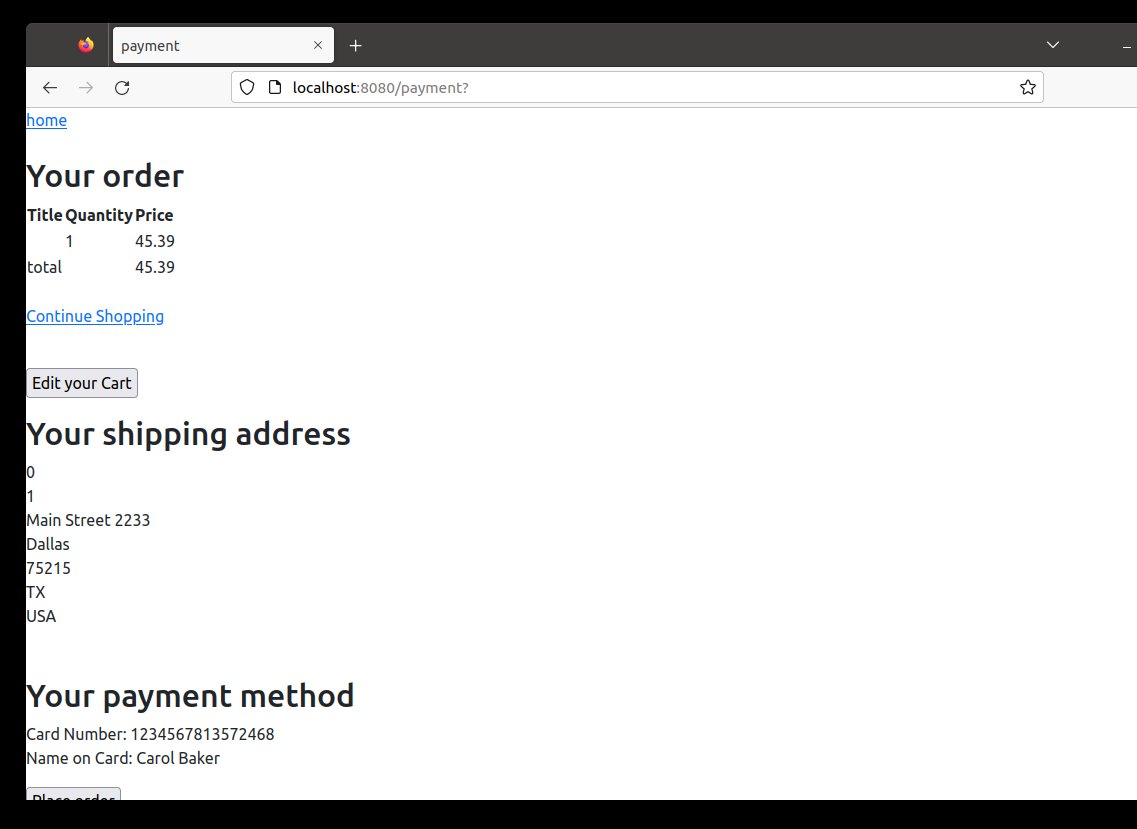 payment
localhost:8080/payment?
home
Your order
Title Quantity Price
1 45.39
total 45.39
Continue Shopping
Edit your Cart
Your shipping address
0
1
Main Street 2233
Dallas
75215
TX
USA
Your payment method
Card Number: 1234567813572468
Name on Card: Carol Baker
Place order